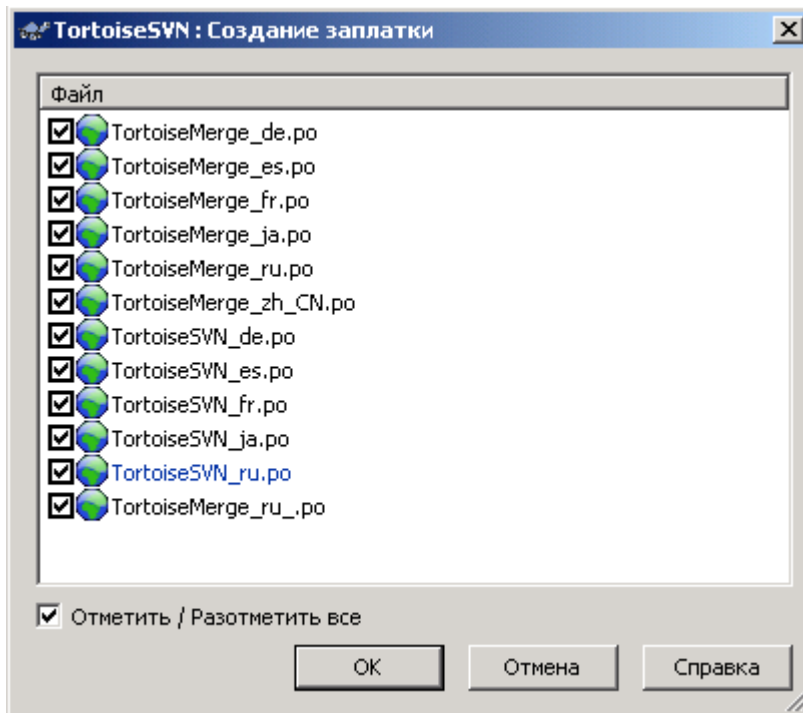 TortoiseSVN : Создание заплатки
Файл
TortoiseMerge_de.po
TortoiseMerge_es.po
TortoiseMerge_fr.po
TortoiseMerge_ja.po
TortoiseMerge_ru.po
TortoiseMerge_zh_CN.po
TortoiseSVN_de.po
TortoiseSVN_es.po
TortoiseSVN_fr.po
TortoiseSVN_ja.po
TortoiseSVN_ru.po
TortoiseMerge_ru_.po
Отметить / Разотметить все
OK Отмена Справка